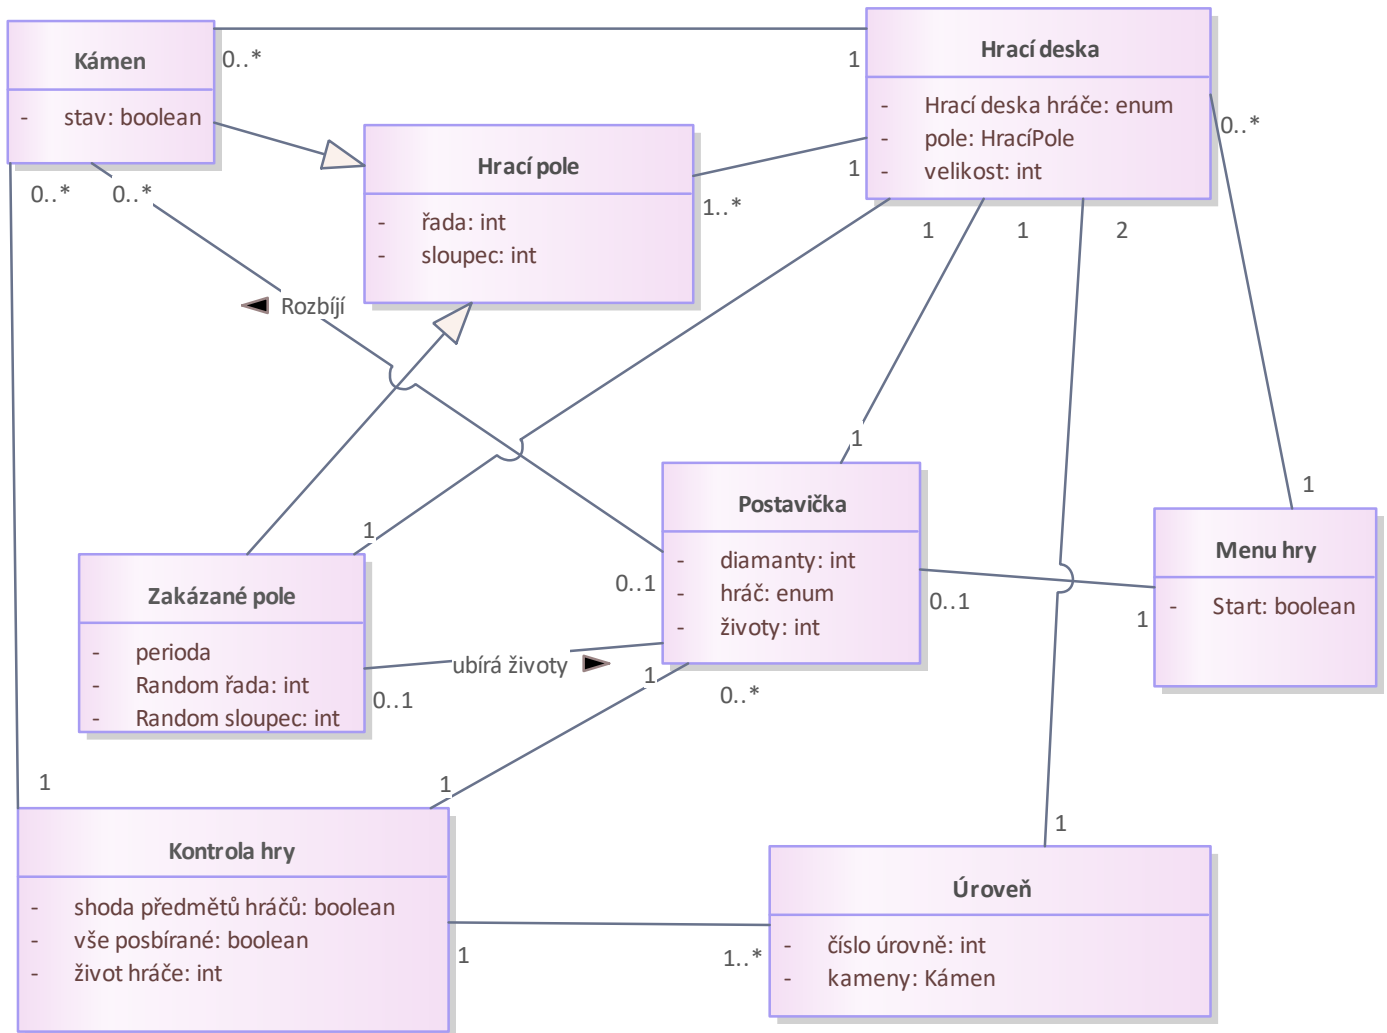 Kámen
- stav: boolean
0..*
1
Hrací deska
- Hrací deska hráče: enum
- pole: HracíPole
- velikost: int
0..*
Hrací pole
- řada: int
- sloupec: int
1..*
1
0..*
0..*
1
1
2
Rozbíjí
1
1
1
Postavička
- diamanty: int
- hráč: enum
- životy: int
0..1
0..1
Menu hry
- Start: boolean
1
Zakázané pole
- perioda
- Random řada: int
- Random sloupec: int
ubírá životy
0..1
1
0..*
1
1
1
Kontrola hry
- shoda předmětů hráčů: boolean
- vše posbírané: boolean
- život hráče: int
1
1..*
Úroveň
- číslo úrovně: int
- kameny: Kámen